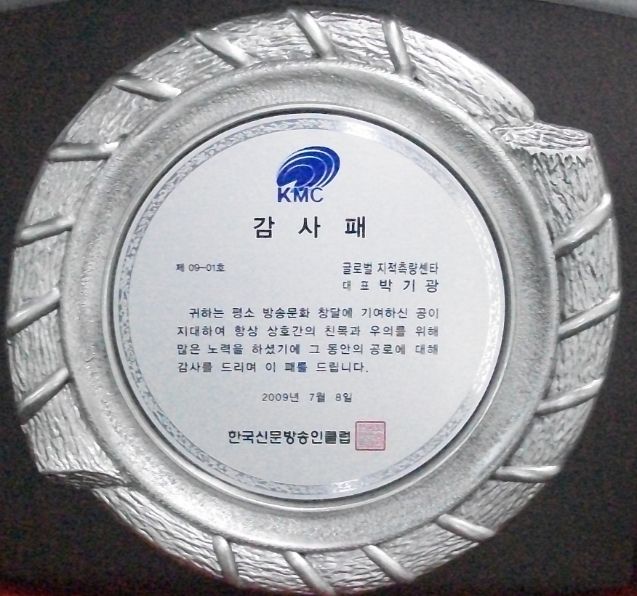 KMC
감 사 패
제 09-01호
글로벌 지적측량센타
대 표 박 기 광
귀하는 평소 방송문화 창달에 기여하신 공이
지대하여 항상 상호간의 친목과 우의를 위해
많은 노력을 하셨기에 그 동안의 공로에 대해
감사를 드리며 이 패를 드립니다.
2009년 7월 8일
한국신문방송인클럽